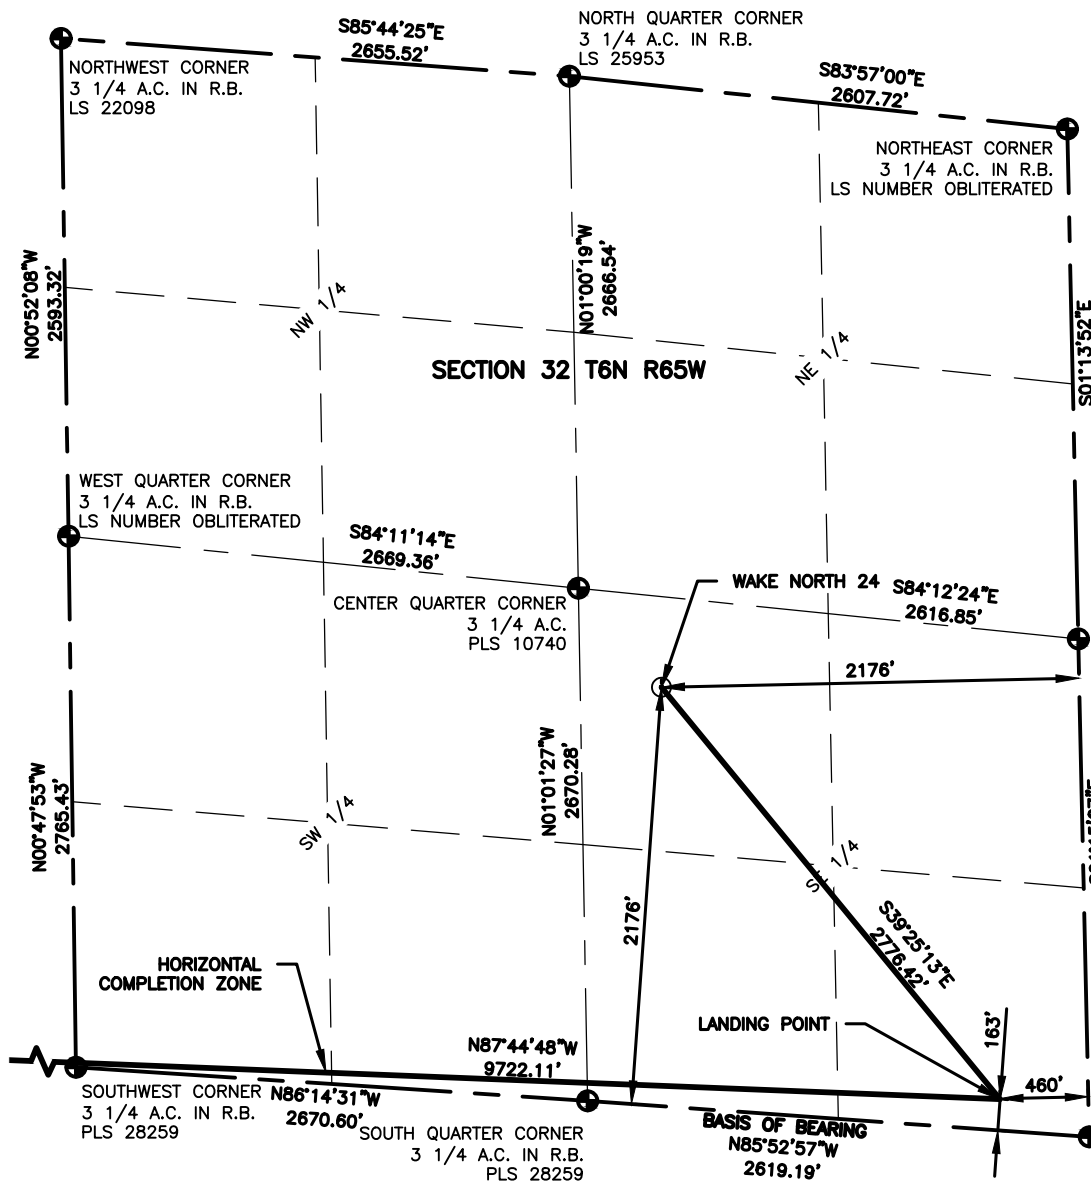 S85°44'25"E
2655.52'
NORTH QUARTER CORNER
3 1/4 A.C. IN R.B.
LS 25953
NORTHWEST CORNER
3 1/4 A.C. IN R.B.
LS 22098
S83°57'00"E
2607.72'
NORTHEAST CORNER
3 1/4 A.C. IN R.B.
LS NUMBER OBLITERATED
N00°52'08"W
2593.32'
NW 1/4
N01°00'19"W
2666.54'
NE 1/4
S01°13'52"E
SECTION 32 T6N R65W
WEST QUARTER CORNER
3 1/4 A.C. IN R.B.
LS NUMBER OBLITERATED
S84°11'14"E
2669.36'
CENTER QUARTER CORNER
3 1/4 A.C.
PLS 10740
WAKE NORTH 24
S84°12'24"E
2616.85'
2176'
N00°47'53"W
2765.43'
SW 1/4
N01°01'27"W
2670.28'
2176'
1/4
S39°25'13"E
2776.42'
HORIZONTAL
COMPLETION ZONE
LANDING POINT
163'
460'
N87°44'48"W
9722.11'
SOUTHWEST CORNER
3 1/4 A.C. IN R.B.
PLS 28259
N86°14'31"W
2670.60'
SOUTH QUARTER CORNER
3 1/4 A.C. IN R.B.
PLS 28259
BASIS OF BEARING
N85°52'57"W
2619.19'